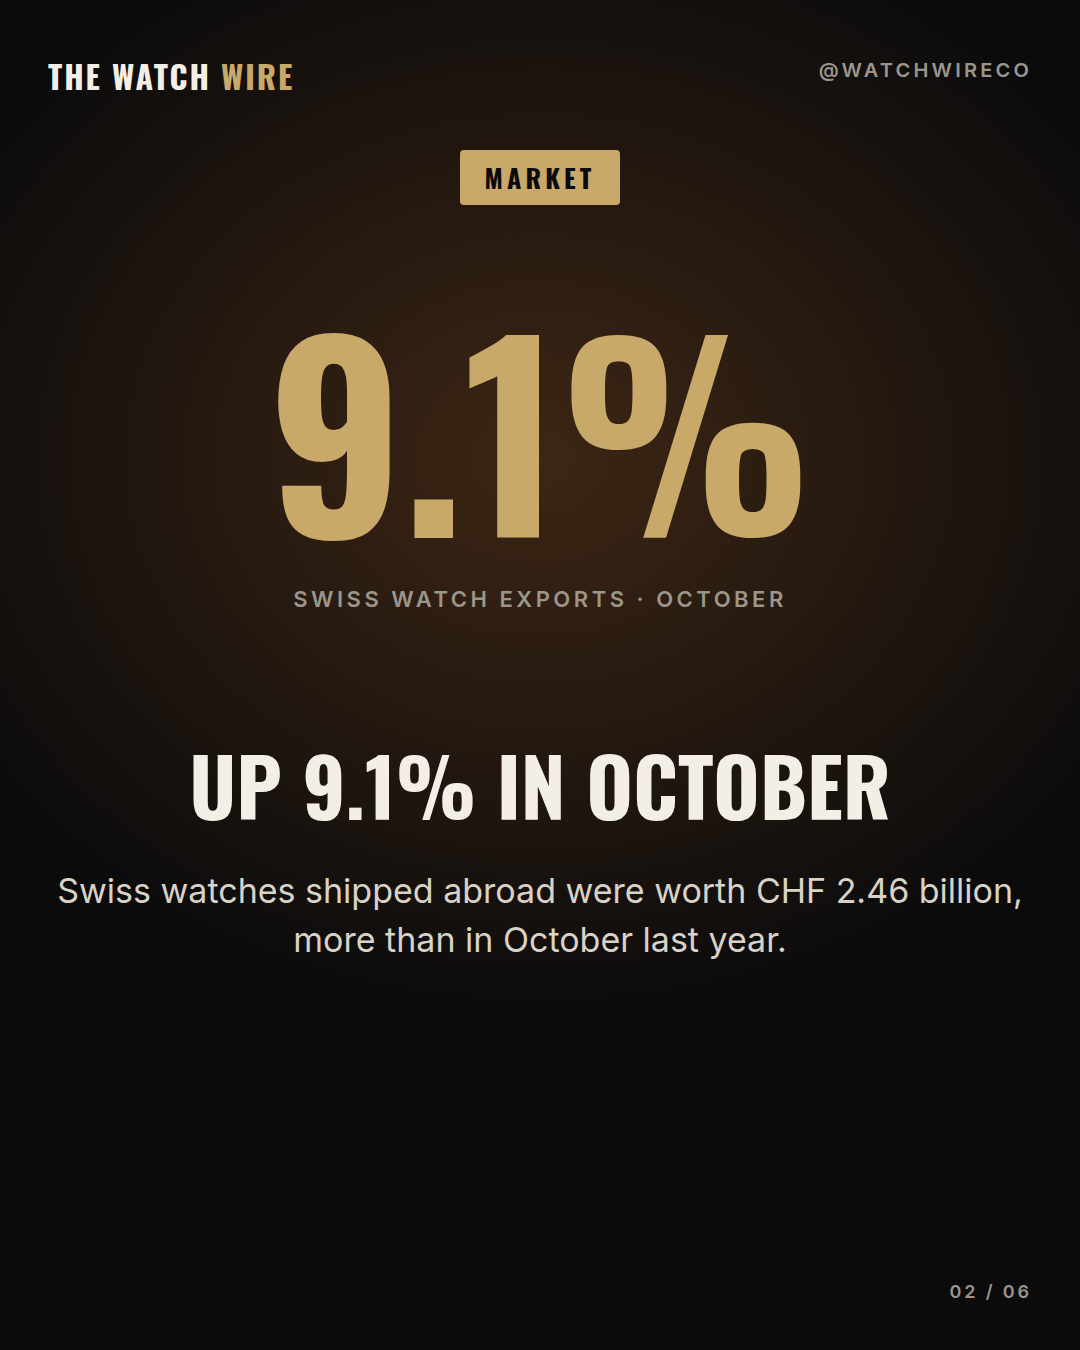 THE WATCH WIRE
@WATCHWIRECO
MARKET
9.1%
SWISS WATCH EXPORTS · OCTOBER
UP 9.1% IN OCTOBER
Swiss watches shipped abroad were worth CHF 2.46 billion,
more than in October last year.
02 / 06